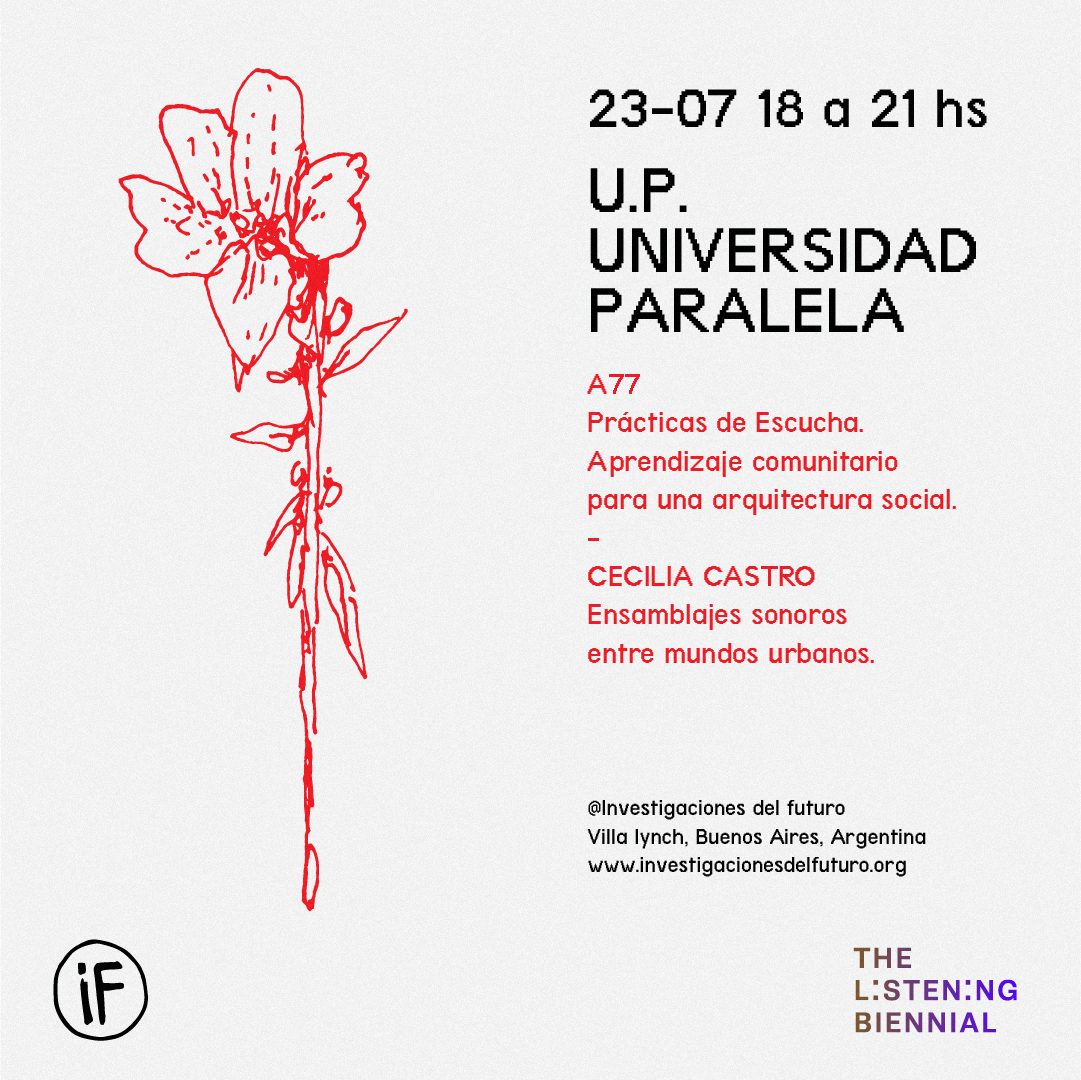 23-07 18 a 21 hs
U.P.
UNIVERSIDAD
PARALELA
A77
Prácticas de Escucha.
Aprendizaje comunitario
para una arquitectura social.
-
CECILIA CASTRO
Ensamblajes sonoros
entre mundos urbanos.
@Investigaciones del futuro
Villa lynch, Buenos Aires, Argentina
www.investigacionesdelfuturo.org
iF
THE
L:STEN:NG
BIENNIAL